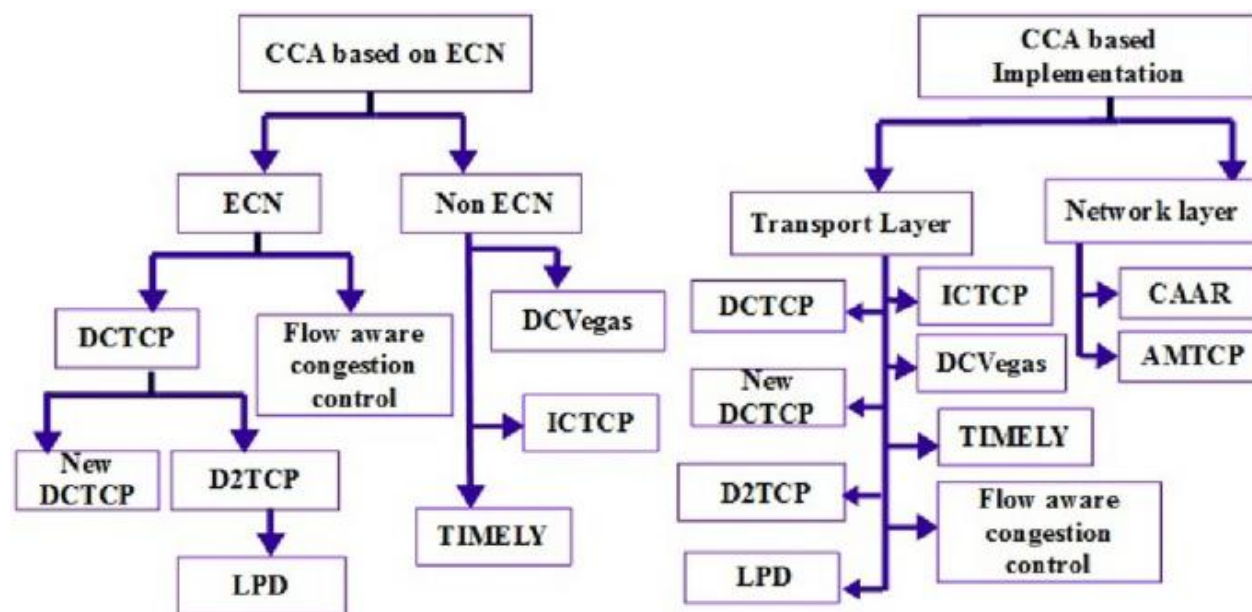 CCA based on ECN
ECN
Non ECN
DCTCP
Flow aware
congestion
control
DCVegas
New
DCTCP
D2TCP
ICTCP
LPD
TIMELY
CCA based
Implementation
Transport Layer
Network layer
DCTCP
ICTCP
CAAR
DCVegas
AMTCP
New
DCTCP
TIMELY
D2TCP
Flow aware
congestion
control
LPD